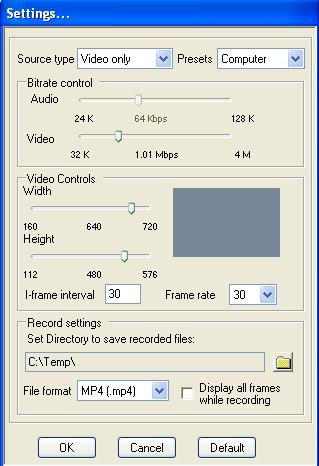 Settings...
Source type Video only Presets Computer
Bitrate control
Audio
24 K 64 Kbps 128 K
Video
32 K 1.01 Mbps 4 M
Video Controls
Width
160 640 720
Height
112 480 576
I-frame interval 30 Frame rate 30
Record settings
Set Directory to save recorded files:
C:\Temp\
File format MP4 (.mp4) Display all frames
while recording
OK Cancel Default